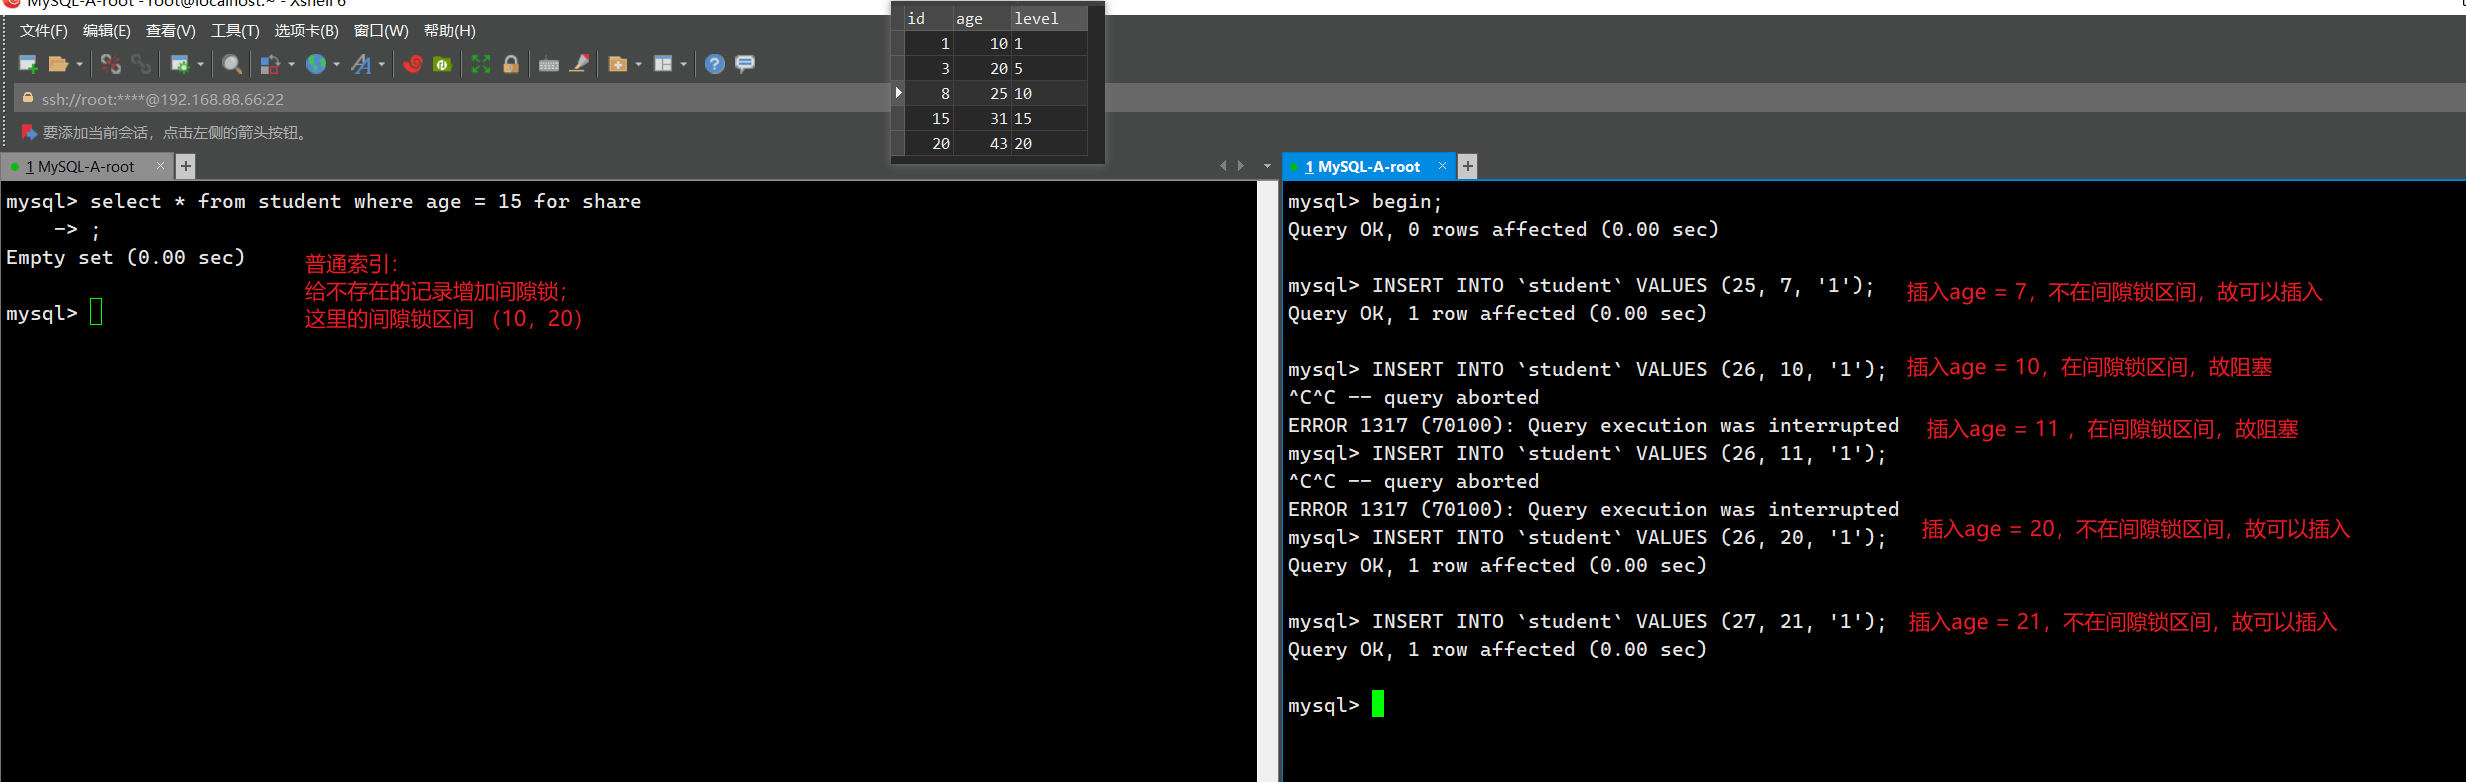 MySQL-A-root - root@localhost:~ - Xshell 6
文件(F) 编辑(E) 查看(V) 工具(T) 选项卡(B) 窗口(W) 帮助(H)
ssh://root:****@192.168.88.66:22
要添加当前会话，点击左侧的箭头按钮。
id age level
1 10 1
3 20 5
8 25 10
15 31 15
20 43 20
1 MySQL-A-root × +
mysql> select * from student where age = 15 for share
-> ;
Empty set (0.00 sec)
普通索引：
给不存在的记录增加间隙锁；
这里的间隙锁区间 （10，20）
mysql>
1 MySQL-A-root × +
mysql> begin;
Query OK, 0 rows affected (0.00 sec)
mysql> INSERT INTO `student` VALUES (25, 7, '1'); 插入age = 7，不在间隙锁区间，故可以插入
Query OK, 1 row affected (0.00 sec)
mysql> INSERT INTO `student` VALUES (26, 10, '1'); 插入age = 10，在间隙锁区间，故阻塞
^C^C -- query aborted
ERROR 1317 (70100): Query execution was interrupted 插入age = 11 ，在间隙锁区间，故阻塞
mysql> INSERT INTO `student` VALUES (26, 11, '1');
^C^C -- query aborted
ERROR 1317 (70100): Query execution was interrupted
mysql> INSERT INTO `student` VALUES (26, 20, '1'); 插入age = 20，不在间隙锁区间，故可以插入
Query OK, 1 row affected (0.00 sec)
mysql> INSERT INTO `student` VALUES (27, 21, '1'); 插入age = 21，不在间隙锁区间，故可以插入
Query OK, 1 row affected (0.00 sec)
mysql>